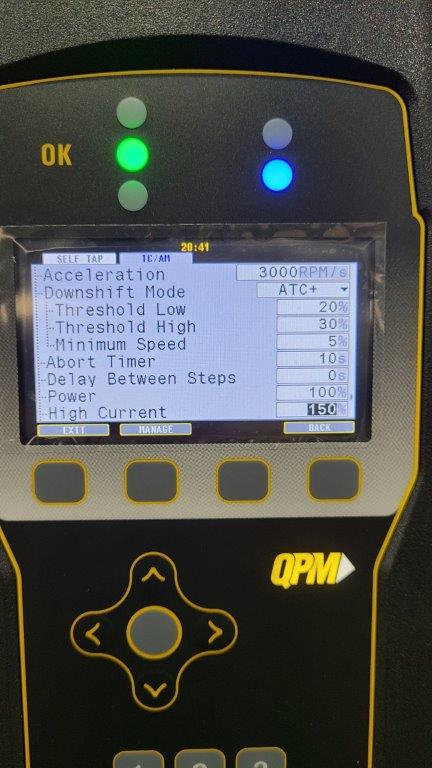 OK
20:41
SELF TAP TC/AM
Acceleration 3000RPM/s
Downshift Mode ATC+
Threshold Low 20%
Threshold High 30%
Minimum Speed 5%
Abort Timer 10s
Delay Between Steps 0s
Power 100%
High Current 150%
EXIT MANAGE BACK
QPM